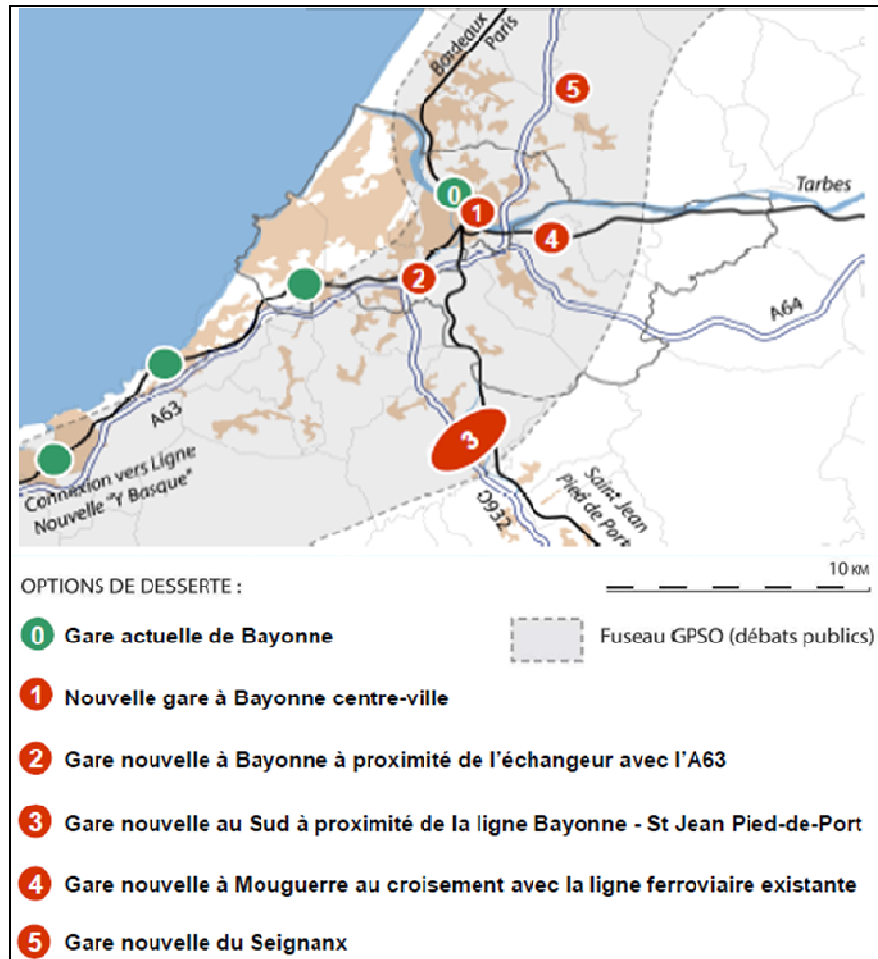 Bordeaux
Paris
5
0
1
Tarbes
4
2
A64
A63
3
Connexion vers Ligne
Nouvelle "Y Basque"
D932
Saint Jean
Pied de Port
10 KM
OPTIONS DE DESSERTE :
0 Gare actuelle de Bayonne
Fuseau GPSO (débats publics)
1 Nouvelle gare à Bayonne centre-ville
2 Gare nouvelle à Bayonne à proximité de l'échangeur avec l'A63
3 Gare nouvelle au Sud à proximité de la ligne Bayonne - St Jean Pied-de-Port
4 Gare nouvelle à Mouguerre au croisement avec la ligne ferroviaire existante
5 Gare nouvelle du Seignanx